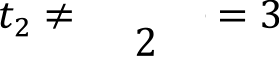 t₂ ≠ 2 = 3